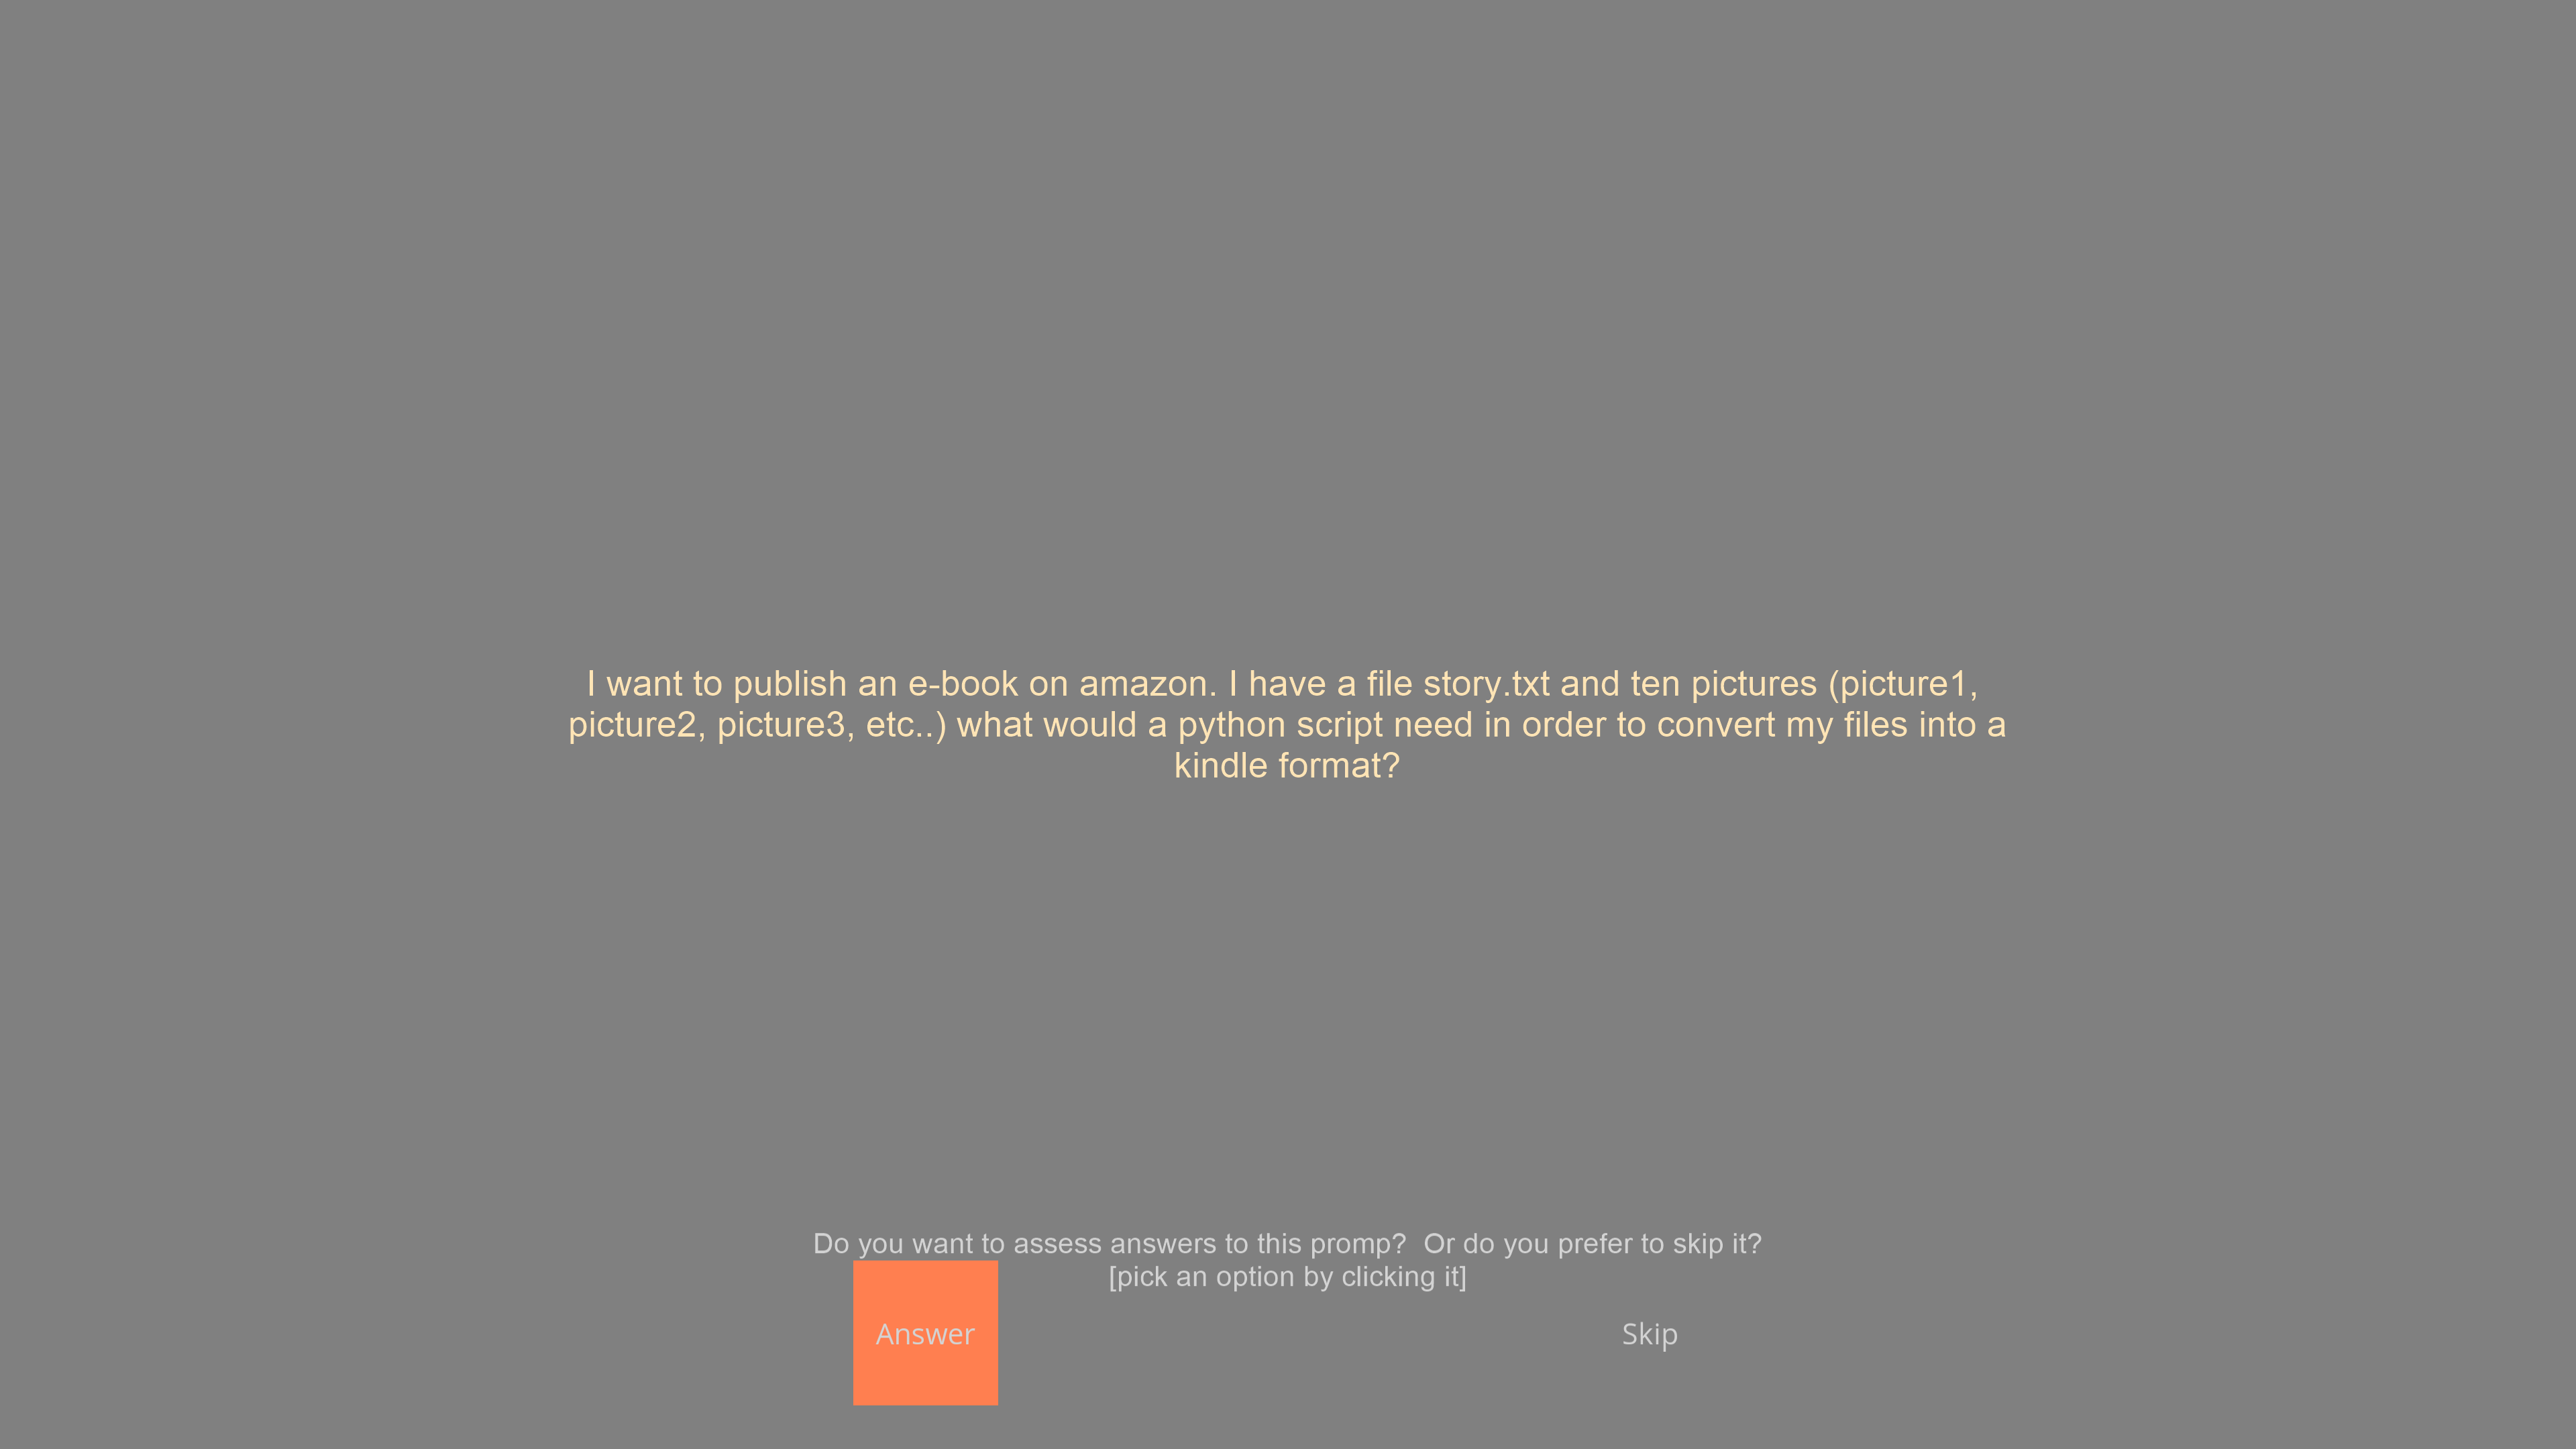 I want to publish an e-book on amazon. I have a file story.txt and ten pictures (picture1,
picture2, picture3, etc..) what would a python script need in order to convert my files into a
kindle format?
Do you want to assess answers to this promp?  Or do you prefer to skip it?
[pick an option by clicking it]
Answer
Skip